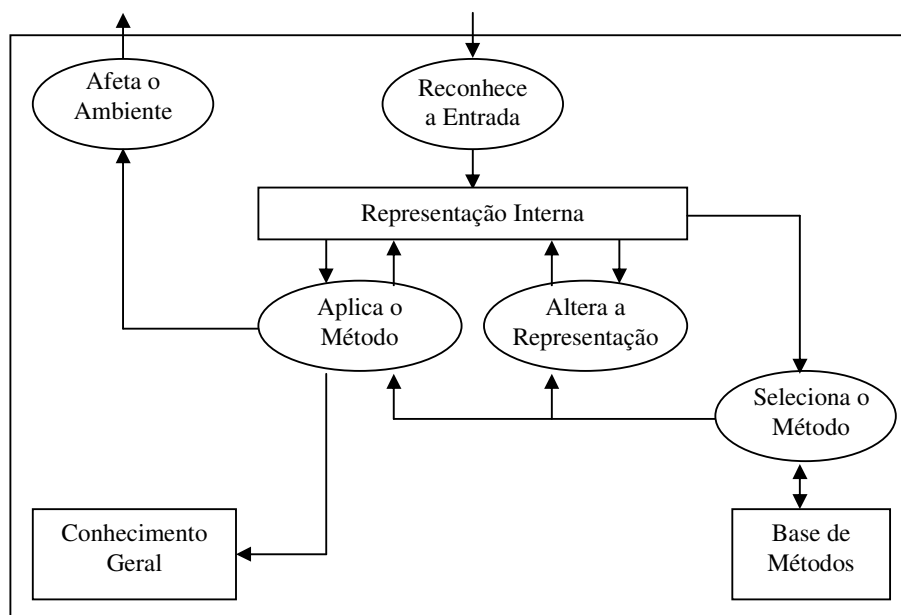 Afeta o
Ambiente
Reconhece
a Entrada
Representação Interna
Aplica o
Método
Altera a
Representação
Seleciona o
Método
Conhecimento
Geral
Base de
Métodos